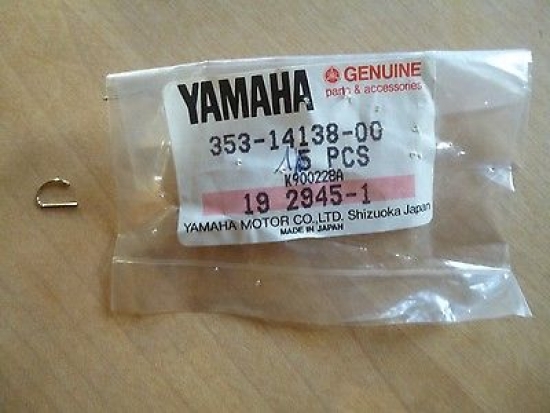 YAMAHA
GENUINE
parts & accessories
353-14138-00
5 PCS
K900228A
19 2945-1
YAMAHA MOTOR CO.,LTD. Shizuoka Japan
MADE IN JAPAN